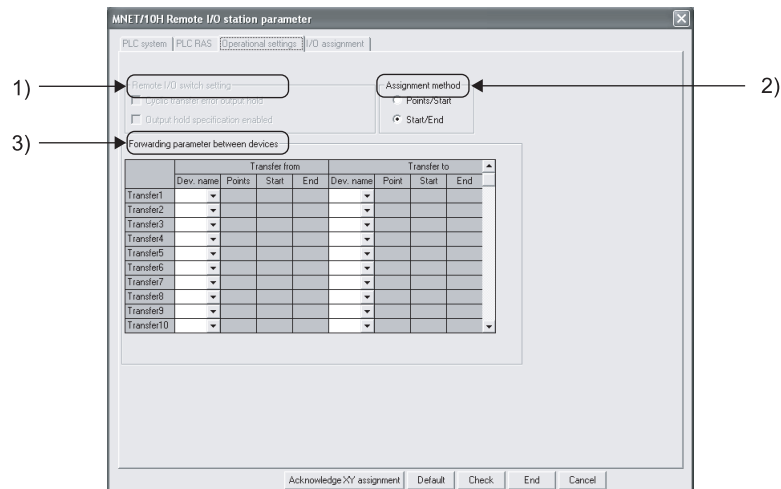 MNET/10H Remote I/O station parameter
PLC system PLC RAS Operational settings I/O assignment
1)
Remote I/O switch setting
Cyclic transfer error output hold
Output hold specification enabled
Assignment method
2)
Points/Start
Start/End
3)
Forwarding parameter between devices
Transfer from Transfer to
Dev. name Points Start End Dev. name Point Start End
Transfer1
Transfer2
Transfer3
Transfer4
Transfer5
Transfer6
Transfer7
Transfer8
Transfer9
Transfer10
Acknowledge XY assignment Default Check End Cancel